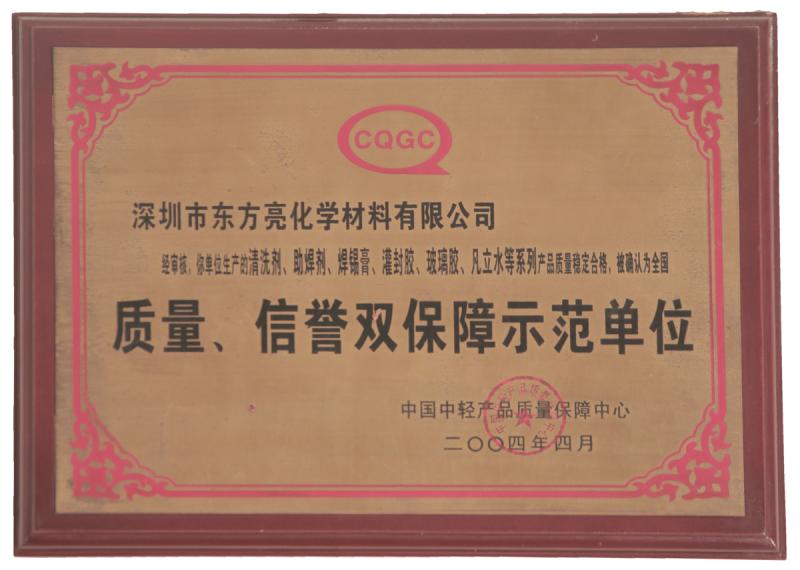 CQGC
深圳市东方亮化学材料有限公司
经审核，你单位生产的清洗剂、助焊剂、焊锡膏、灌封胶、玻璃胶、凡立水等系列产品质量稳定合格，被确认为全国
质量、信誉双保障示范单位
中国中轻产品质量保障中心
二〇〇四年四月